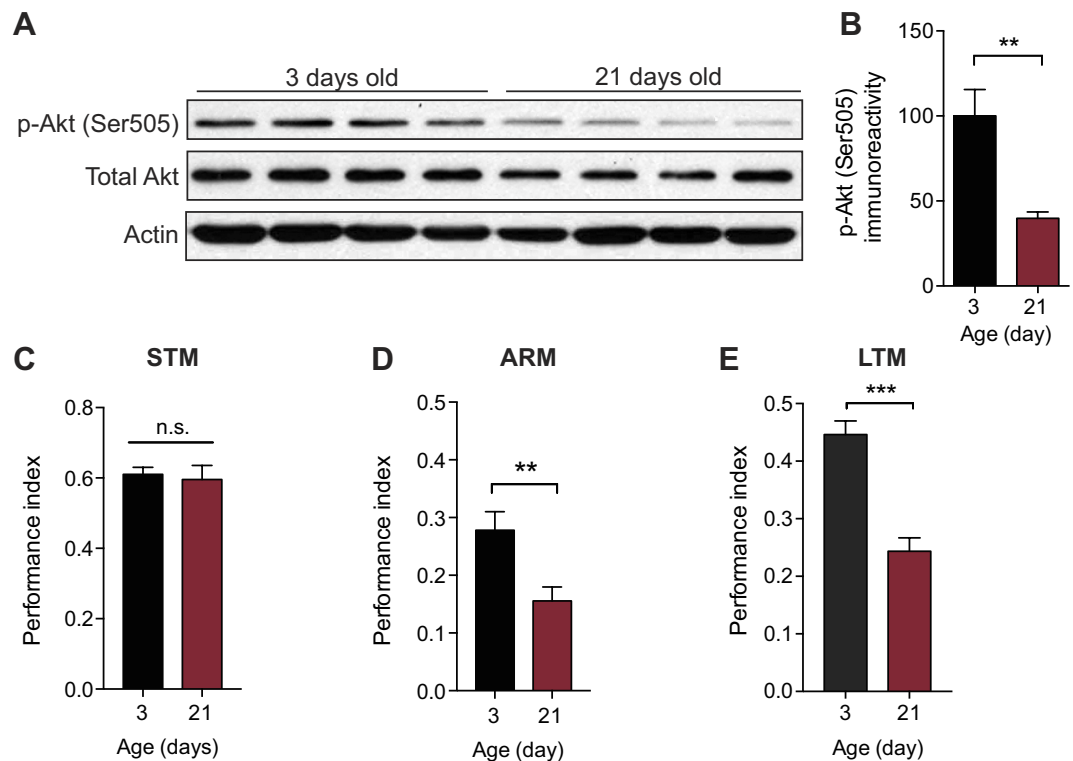 A
3 days old
21 days old
p-Akt (Ser505)
Total Akt
Actin
B
p-Akt (Ser505)
immunoreactivity
150
100
50
0
**
3
21
Age (day)
C
STM
Performance index
0.8
0.6
0.4
0.2
0.0
n.s.
3
21
Age (days)
D
ARM
Performance index
0.5
0.4
0.3
0.2
0.1
0.0
**
3
21
Age (day)
E
LTM
Performance index
0.5
0.4
0.3
0.2
0.1
0.0
***
3
21
Age (day)